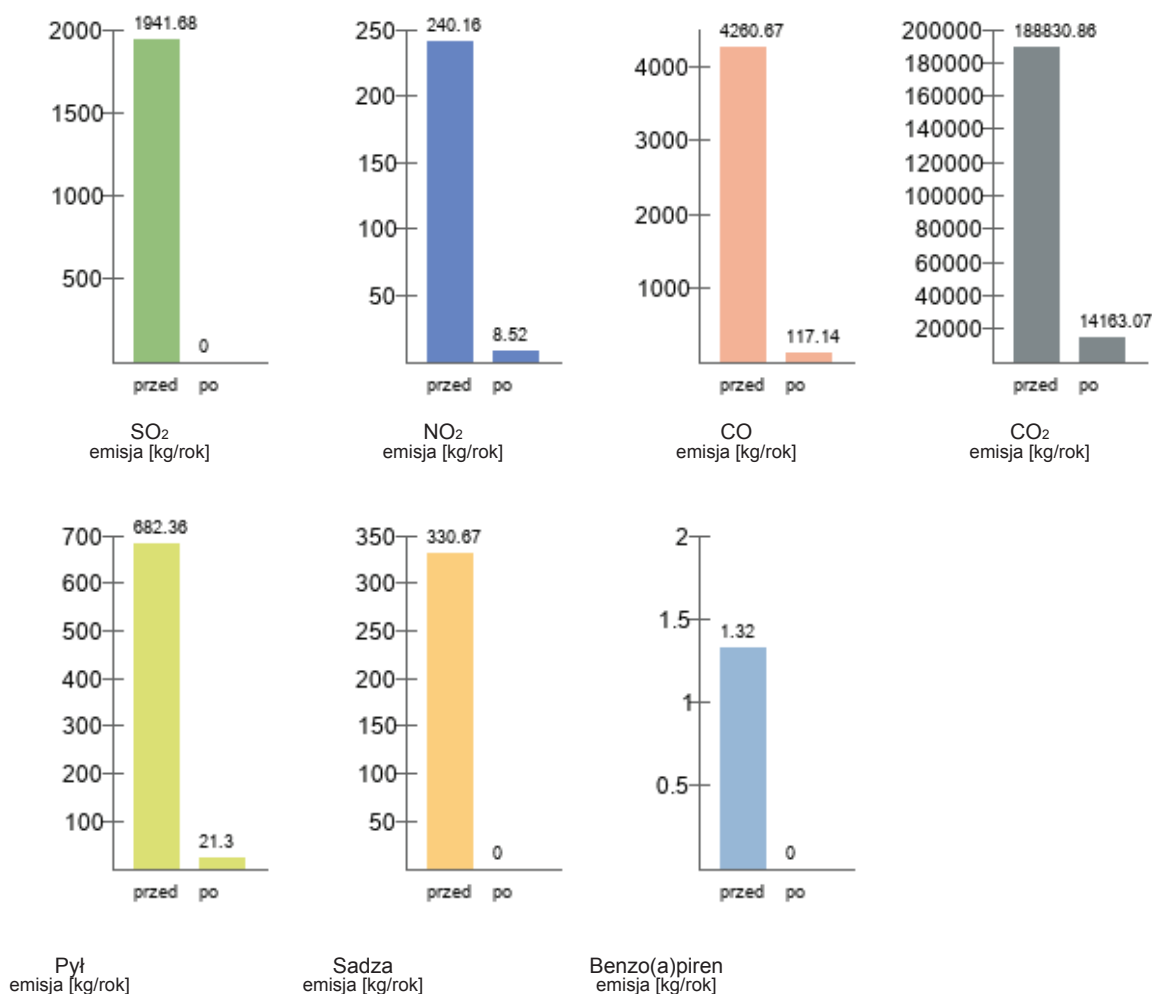 2000
1500
1000
500
1941.68
0
przed po
SO₂
emisja [kg/rok]
250
200
150
100
50
240.16
8.52
przed po
NO₂
emisja [kg/rok]
4000
3000
2000
1000
4260.67
117.14
przed po
CO
emisja [kg/rok]
200000
180000
160000
140000
120000
100000
80000
60000
40000
20000
188830.86
14163.07
przed po
CO₂
emisja [kg/rok]
700
600
500
400
300
200
100
682.36
21.3
przed po
Pył
emisja [kg/rok]
350
300
250
200
150
100
50
330.67
0
przed po
Sadza
emisja [kg/rok]
2
1.5
1
0.5
1.32
0
przed po
Benzo(a)piren
emisja [kg/rok]